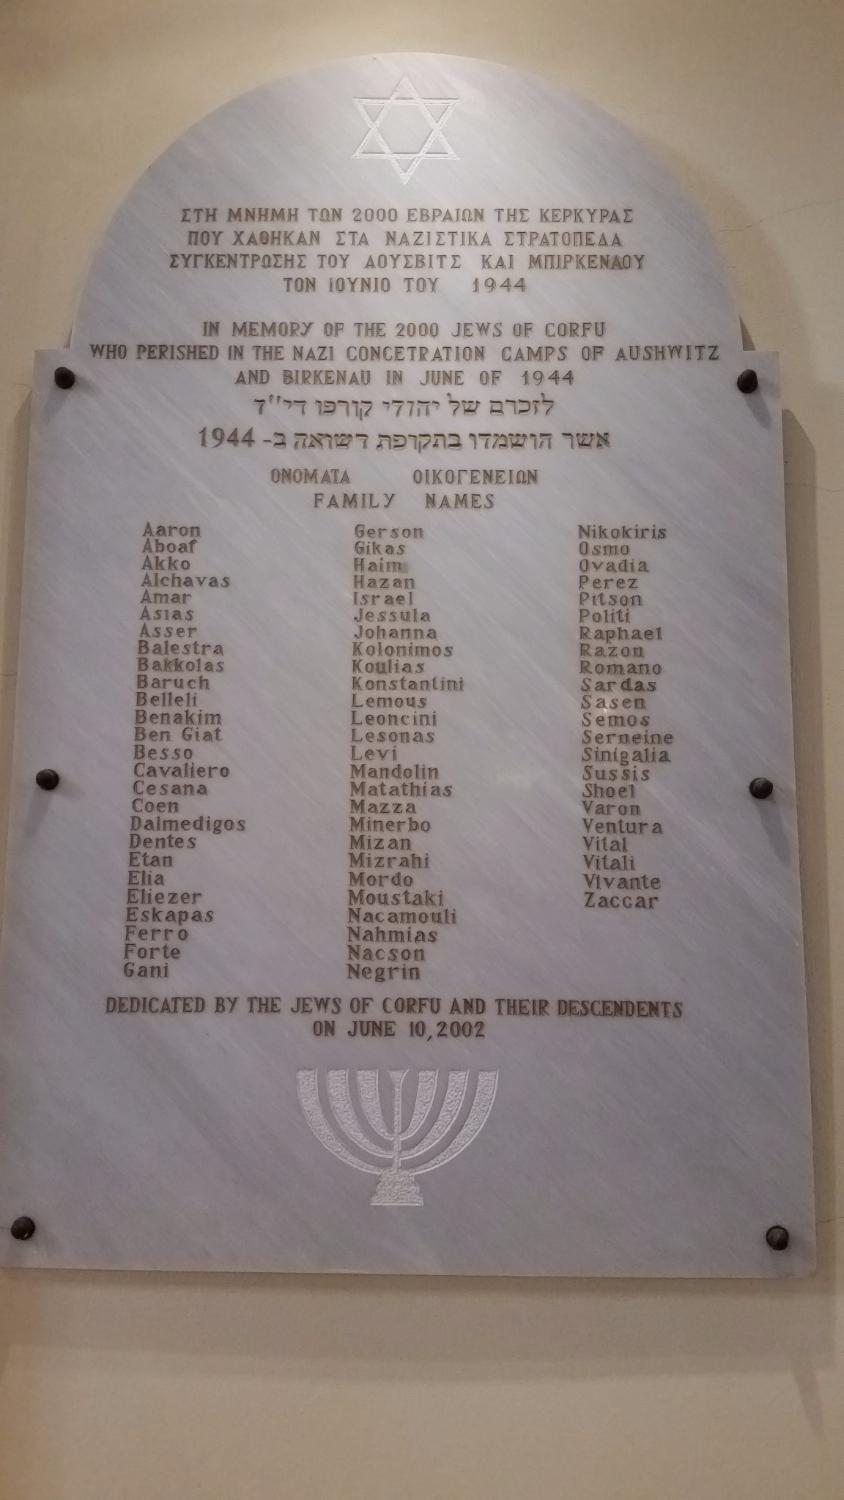 ΣΤΗ ΜΝΗΜΗ ΤΩΝ 2000 ΕΒΡΑΙΩΝ ΤΗΣ ΚΕΡΚΥΡΑΣ
ΠΟΥ ΧΑΘΗΚΑΝ ΣΤΑ ΝΑΖΙΣΤΙΚΑ ΣΤΡΑΤΟΠΕΔΑ
ΣΥΓΚΕΝΤΡΩΣΗΣ ΤΟΥ ΑΟΥΣΒΙΤΣ ΚΑΙ ΜΠΙΡΚΕΝΑΟΥ
ΤΟΝ ΙΟΥΝΙΟ ΤΟΥ 1944
IN MEMORY OF THE 2000 JEWS OF CORFU
WHO PERISHED IN THE NAZI CONCETRATION CAMPS OF AUSHWITZ
AND BIRKENAU IN JUNE OF 1944
לזכרם של יהודי קורפו די''ד
אשר הושמדו בתקופת השואה ב- 1944
ΟΝΟΜΑΤΑ ΟΙΚΟΓΕΝΕΙΩΝ
FAMILY NAMES
Aaron
Aboaf
Akko
Alchavas
Amar
Asias
Asser
Balestra
Bakkolas
Baruch
Belleli
Benakim
Ben Giat
Besso
Cavaliero
Cesana
Coen
Dalmedigos
Dentes
Etan
Elia
Eliezer
Eskapas
Ferro
Forte
Gani
Gerson
Gikas
Haim
Hazan
Israel
Jessula
Johanna
Kolonimos
Koulias
Konstantini
Lemous
Leoncini
Lesonas
Levi
Mandolin
Matathias
Mazza
Minerbo
Mizan
Mizrahi
Mordo
Moustaki
Nacamouli
Nahmias
Nacson
Negrin
Nikokiris
Osmo
Ovadia
Perez
Pitson
Politi
Raphael
Razon
Romano
Sardas
Sasen
Semos
Serneine
Sinigalia
Sussis
Shoel
Varon
Ventura
Vital
Vitali
Vivante
Zaccar
DEDICATED BY THE JEWS OF CORFU AND THEIR DESCENDENTS
ON JUNE 10, 2002